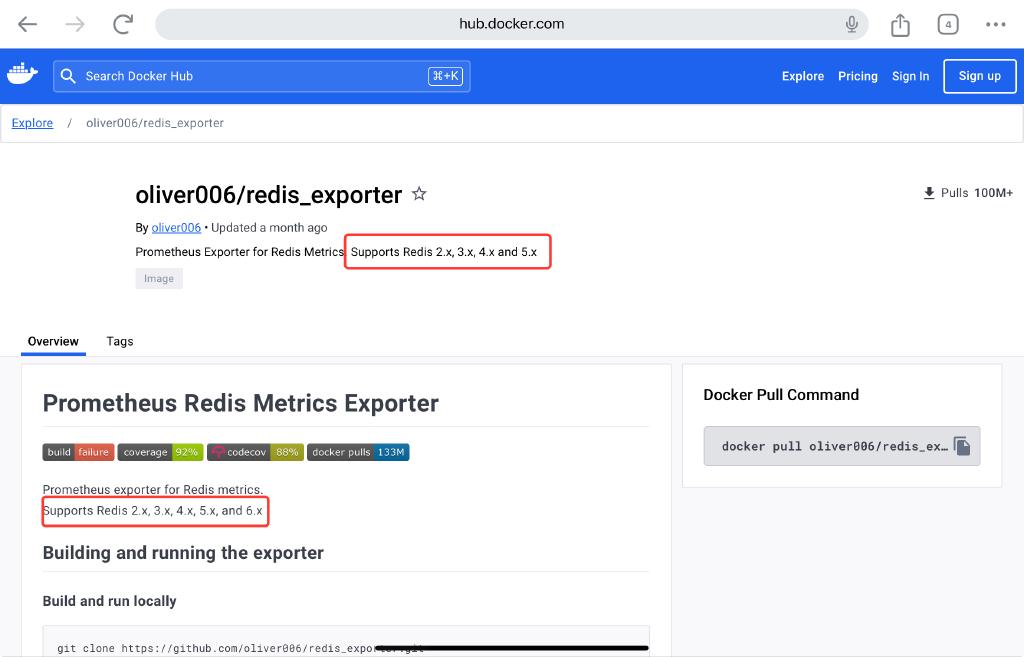 hub.docker.com
4
Search Docker Hub
⌘+K
Explore
Pricing
Sign In
Sign up
Explore / oliver006/redis_exporter
oliver006/redis_exporter
Pulls 100M+
By oliver006 • Updated a month ago
Prometheus Exporter for Redis Metrics. Supports Redis 2.x, 3.x, 4.x and 5.x
Image
Overview
Tags
Prometheus Redis Metrics Exporter
build failure
coverage 92%
codecov 88%
docker pulls 133M
Prometheus exporter for Redis metrics.
Supports Redis 2.x, 3.x, 4.x, 5.x, and 6.x
Building and running the exporter
Build and run locally
git clone https://github.com/oliver006/redis_exporter.git
Docker Pull Command
docker pull oliver006/redis_ex…